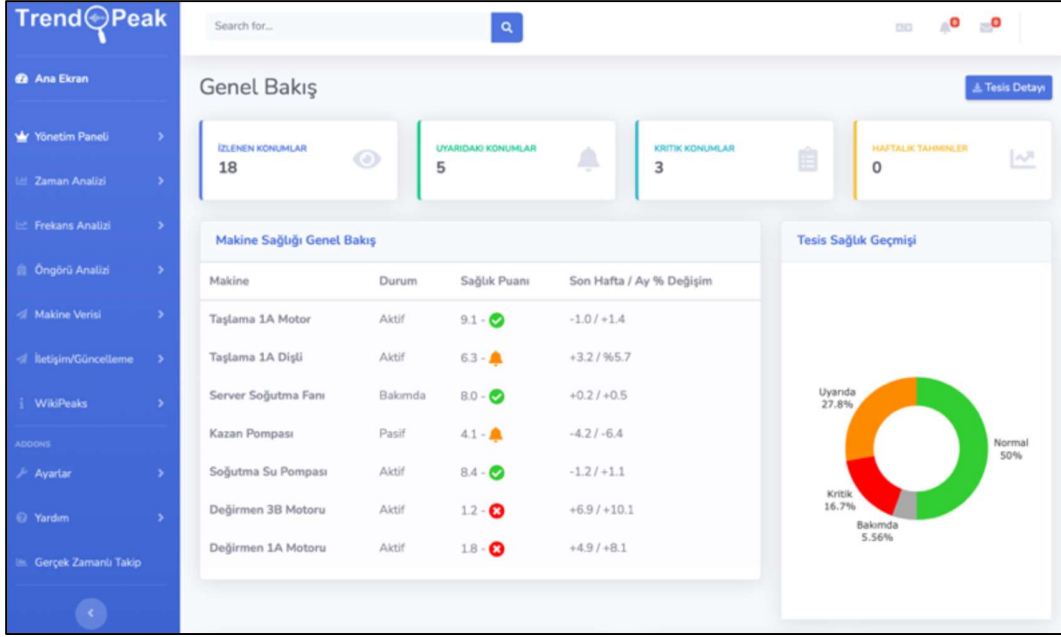 TrendPeak
Search for...
0
0
Ana Ekran
Yönetim Paneli
Zaman Analizi
Frekans Analizi
Öngörü Analizi
Makine Verisi
İletişim/Güncelleme
WikiPeaks
ADDONS
Ayarlar
Yardım
Gerçek Zamanlı Takip
Genel Bakış
Tesis Detayı
İZLENEN KONUMLAR
18
UYARIDAKI KONUMLAR
5
KRITIK KONUMLAR
3
HAFTALIK TAHMINLER
0
Makine Sağlığı Genel Bakış
Makine Durum Sağlık Puanı Son Hafta / Ay % Değişim
Taşlama 1A Motor Aktif 9.1 - -1.0 / +1.4
Taşlama 1A Dişli Aktif 6.3 - +3.2 / %5.7
Server Soğutma Fanı Bakımda 8.0 - +0.2 / +0.5
Kazan Pompası Pasif 4.1 - -4.2 / -6.4
Soğutma Su Pompası Aktif 8.4 - -1.2 / +1.1
Değirmen 3B Motoru Aktif 1.2 - +6.9 / +10.1
Değirmen 1A Motoru Aktif 1.8 - +4.9 / +8.1
Tesis Sağlık Geçmişi
Uyarıda
27.8%
Normal
50%
Kritik
16.7%
Bakımda
5.56%